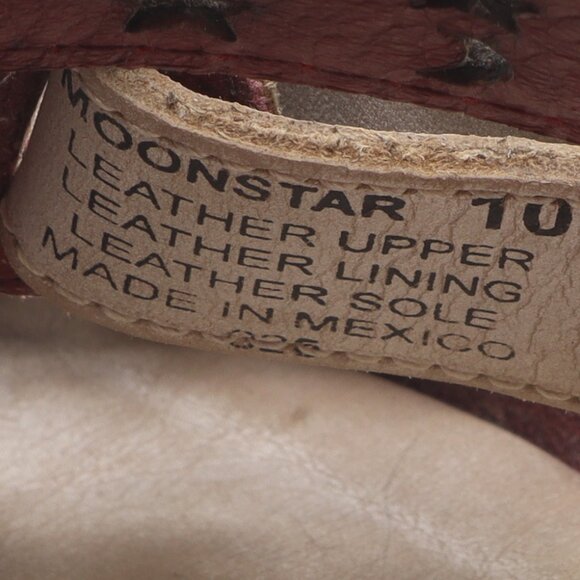 MOONSTAR 10
LEATHER UPPER
LEATHER LINING
LEATHER SOLE
MADE IN MEXICO